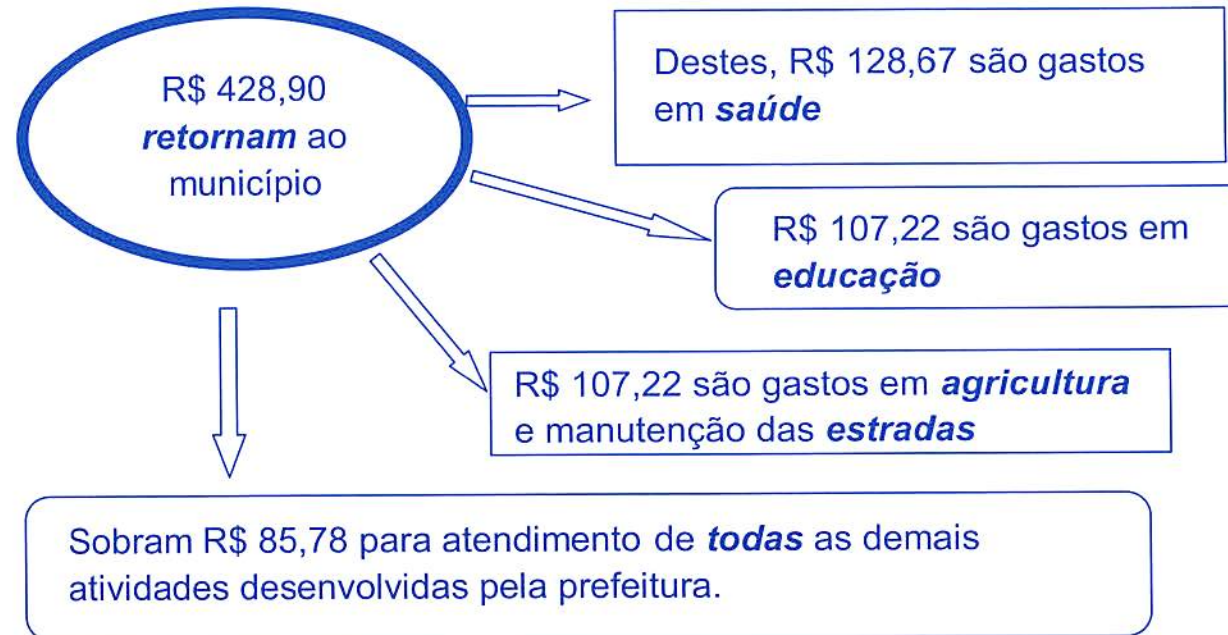 R$ 428,90
retornam ao
município
Destes, R$ 128,67 são gastos
em saúde
R$ 107,22 são gastos em
educação
R$ 107,22 são gastos em agricultura
e manutenção das estradas
Sobram R$ 85,78 para atendimento de todas as demais
atividades desenvolvidas pela prefeitura.